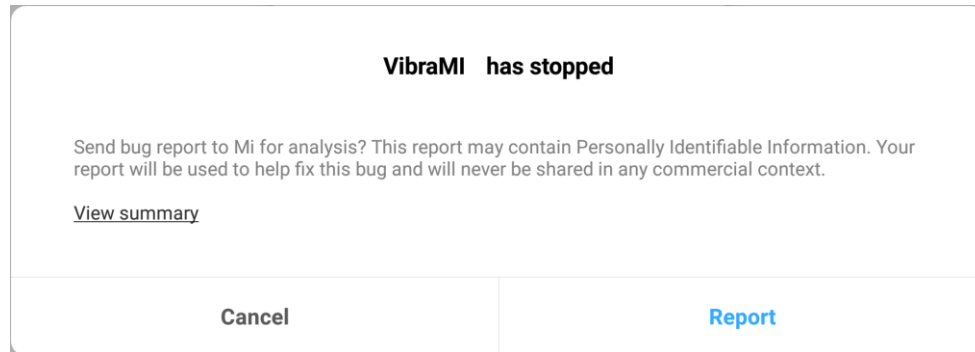 VibraMI has stopped
Send bug report to Mi for analysis? This report may contain Personally Identifiable Information. Your
report will be used to help fix this bug and will never be shared in any commercial context.
View summary
Cancel
Report